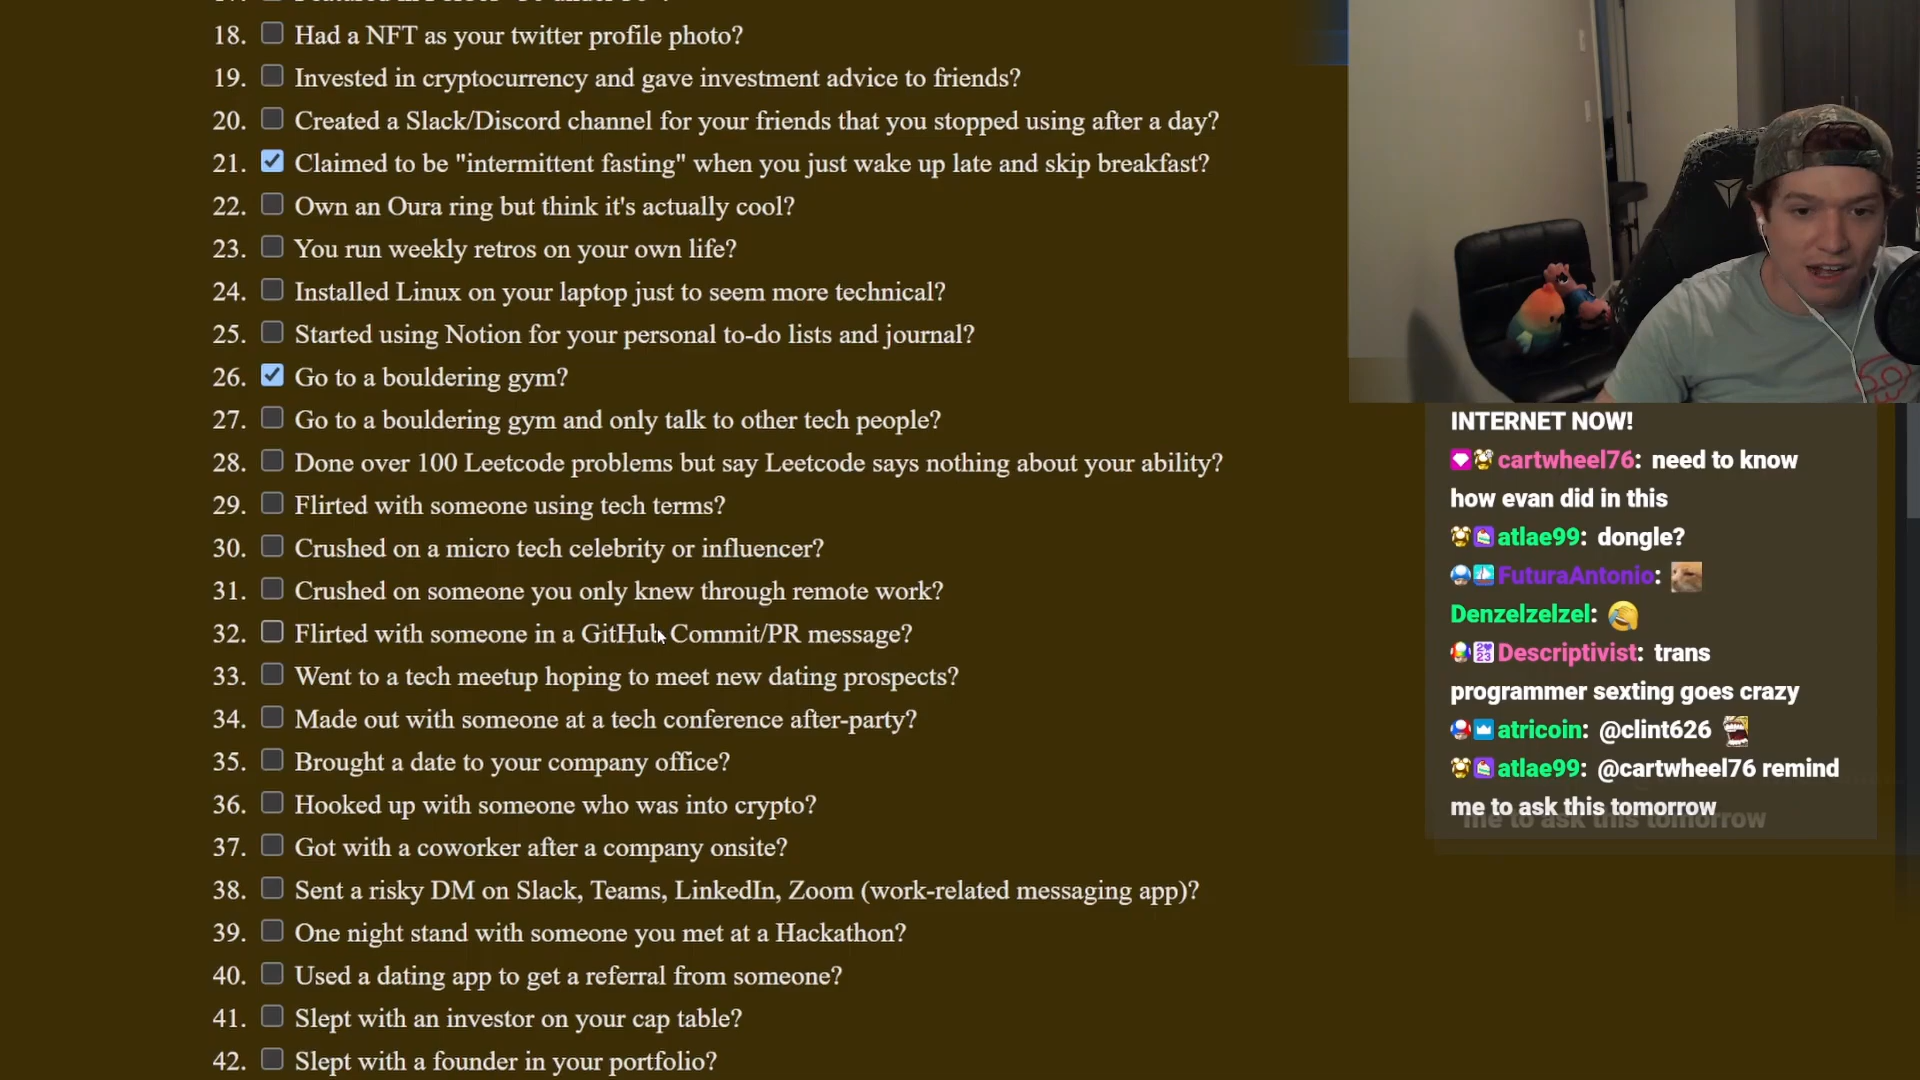 18. Had a NFT as your twitter profile photo?
19. Invested in cryptocurrency and gave investment advice to friends?
20. Created a Slack/Discord channel for your friends that you stopped using after a day?
21. Claimed to be "intermittent fasting" when you just wake up late and skip breakfast?
22. Own an Oura ring but think it's actually cool?
23. You run weekly retros on your own life?
24. Installed Linux on your laptop just to seem more technical?
25. Started using Notion for your personal to-do lists and journal?
26. Go to a bouldering gym?
27. Go to a bouldering gym and only talk to other tech people?
28. Done over 100 Leetcode problems but say Leetcode says nothing about your ability?
29. Flirted with someone using tech terms?
30. Crushed on a micro tech celebrity or influencer?
31. Crushed on someone you only knew through remote work?
32. Flirted with someone in a GitHub Commit/PR message?
33. Went to a tech meetup hoping to meet new dating prospects?
34. Made out with someone at a tech conference after-party?
35. Brought a date to your company office?
36. Hooked up with someone who was into crypto?
37. Got with a coworker after a company onsite?
38. Sent a risky DM on Slack, Teams, LinkedIn, Zoom (work-related messaging app)?
39. One night stand with someone you met at a Hackathon?
40. Used a dating app to get a referral from someone?
41. Slept with an investor on your cap table?
42. Slept with a founder in your portfolio?
INTERNET NOW!
cartwheel76: need to know
how evan did in this
atlae99: dongle?
FuturaAntonio:
Denzelzelzel:
Descriptivist: trans
programmer sexting goes crazy
atricoin: @clint626
atlae99: @cartwheel76 remind
me to ask this tomorrow
me to ask this tomorrow